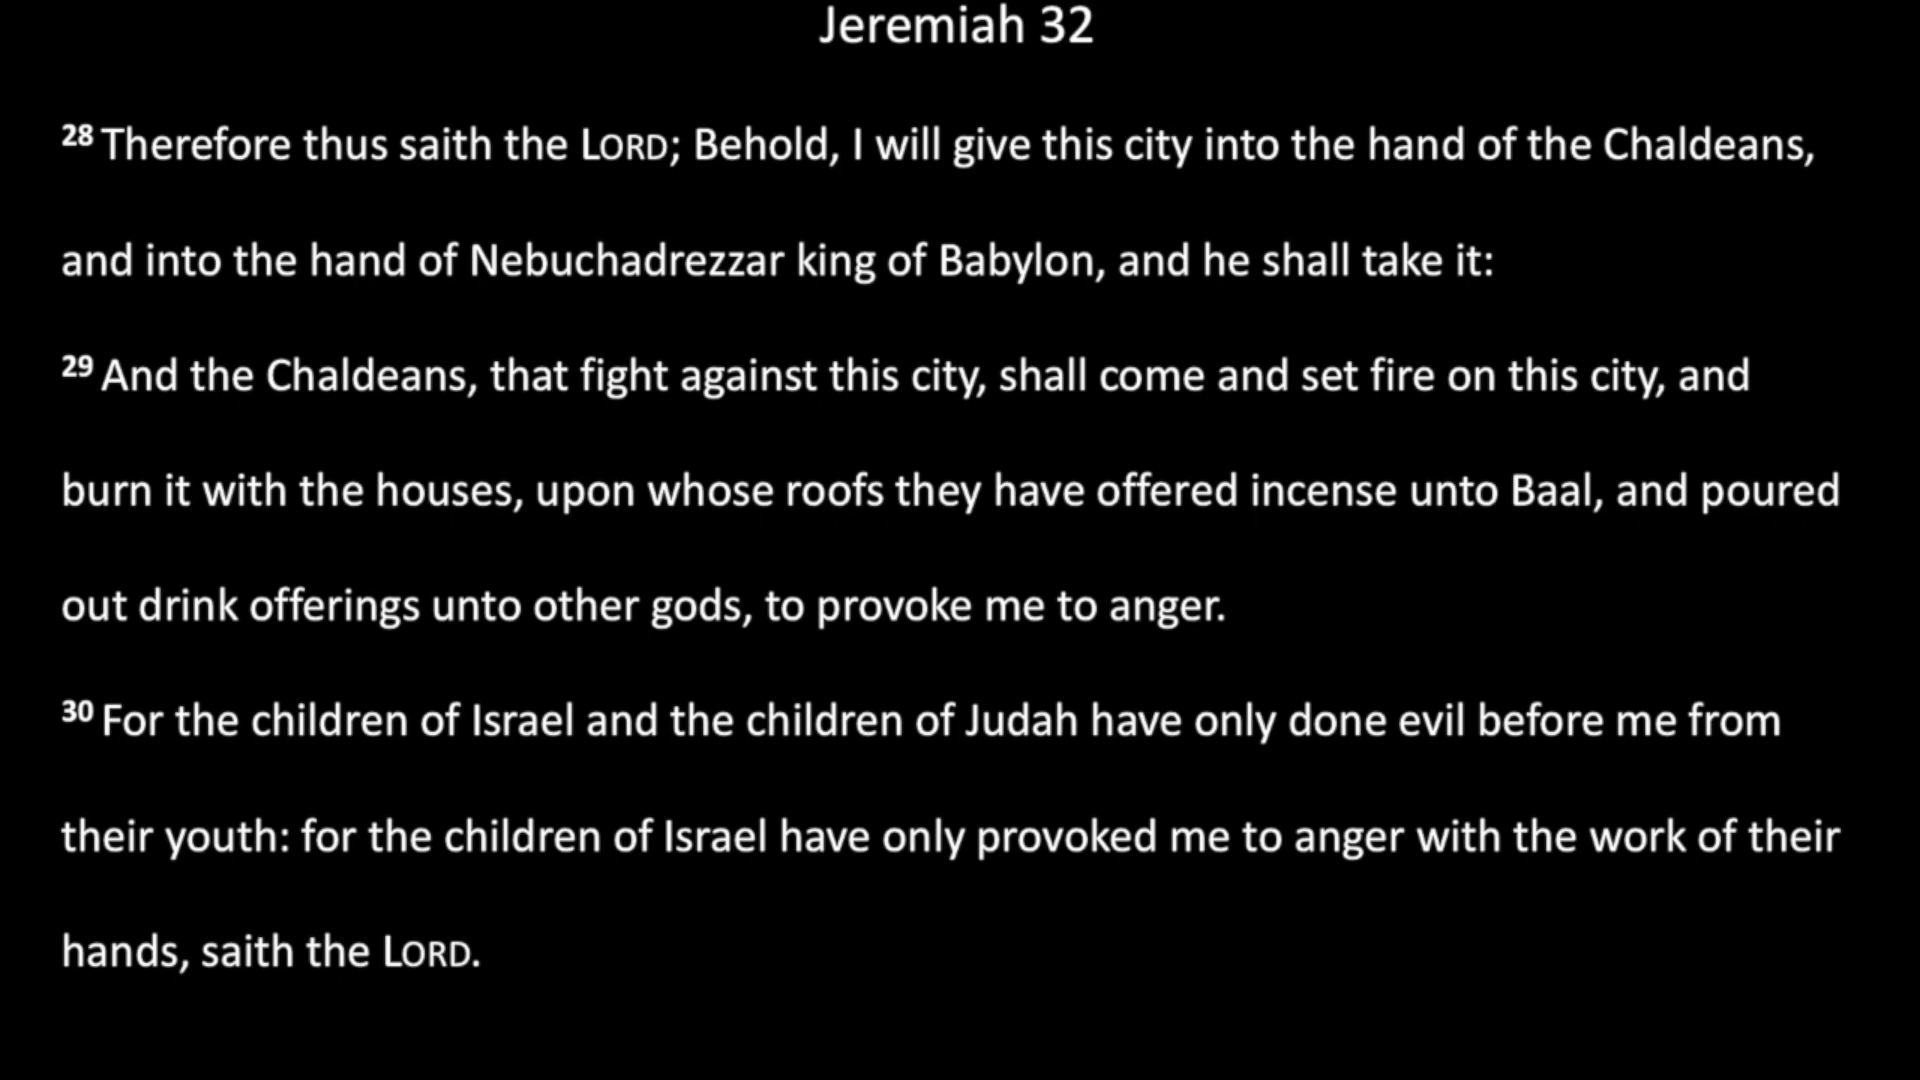 Jeremiah 32
28 Therefore thus saith the LORD; Behold, I will give this city into the hand of the Chaldeans,
and into the hand of Nebuchadrezzar king of Babylon, and he shall take it:
29 And the Chaldeans, that fight against this city, shall come and set fire on this city, and
burn it with the houses, upon whose roofs they have offered incense unto Baal, and poured
out drink offerings unto other gods, to provoke me to anger.
30 For the children of Israel and the children of Judah have only done evil before me from
their youth: for the children of Israel have only provoked me to anger with the work of their
hands, saith the LORD.